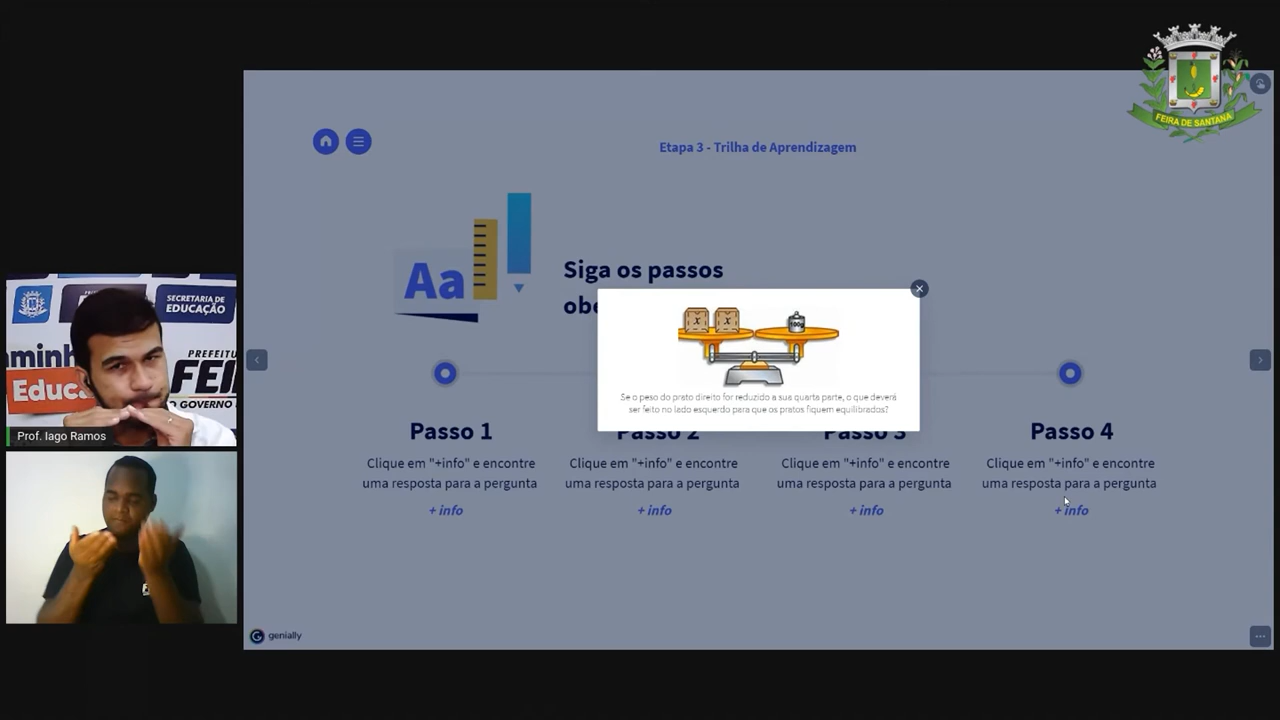 FEIRA DE SANTANA
Etapa 3 - Trilha de Aprendizagem
Aa
Siga os passos
obe
x x 100g
Se o peso do prato direito for reduzido a sua quarta parte, o que deverá
ser feito no lado esquerdo para que os pratos fiquem equilibrados?
Passo 1
Passo 2
Passo 3
Passo 4
Clique em "+info" e encontre
uma resposta para a pergunta
+ info
Clique em "+info" e encontre
uma resposta para a pergunta
+ info
Clique em "+info" e encontre
uma resposta para a pergunta
+ info
Clique em "+info" e encontre
uma resposta para a pergunta
+ info
genially
SECRETARIA DE
EDUCAÇÃO
aminh
Educa
PREFEITU
FEI
O GOVERNO
Prof. Iago Ramos